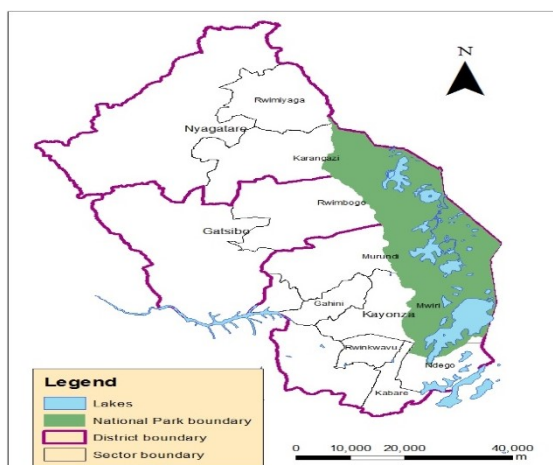 N
Rwimiyaga
Nyagatare
Karangazi
Rwimbogo
Gatsibo
Murundi
Gahini
Mwiri
Kayonza
Rwinkwavu
Ndego
Kabare
Legend
Lakes
National Park boundary
District boundary
Sector boundary
0 10,000 20,000 40,000
m